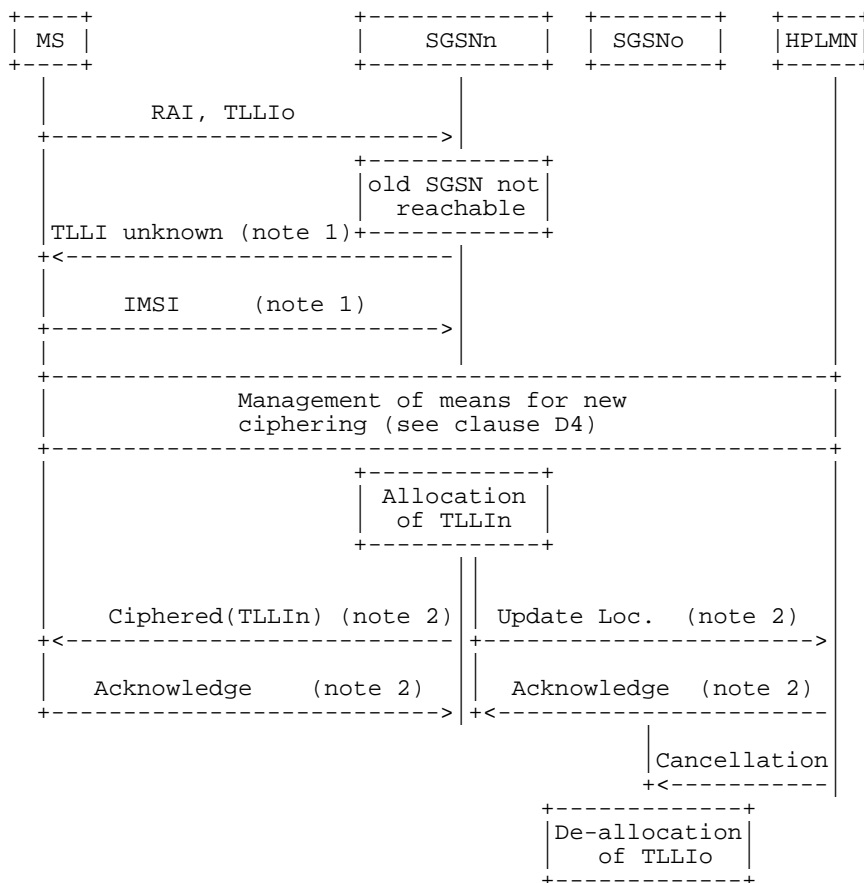 MS SGSNn SGSNo HPLMN
RAI, TLLIo
old SGSN not
reachable
TLLI unknown (note 1)
IMSI (note 1)
Management of means for new
ciphering (see clause D4)
Allocation
of TLLIn
Ciphered(TLLIn) (note 2) Update Loc. (note 2)
Acknowledge (note 2) Acknowledge (note 2)
Cancellation
De-allocation
of TLLIo